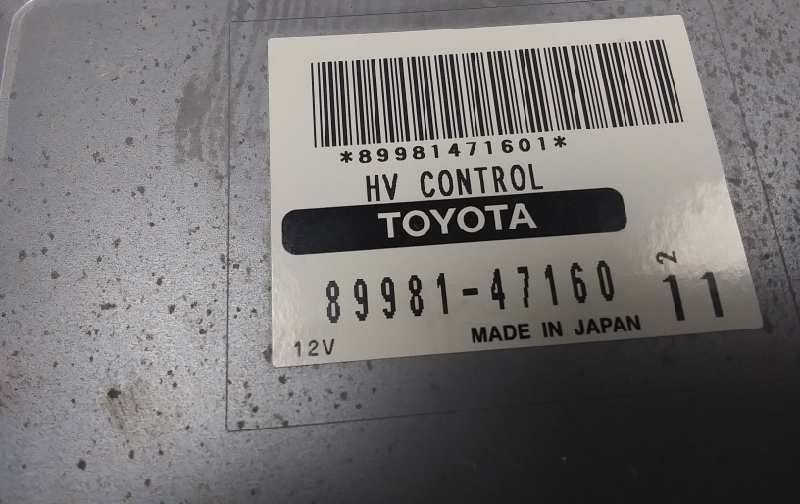 *89981471601*
HV CONTROL
TOYOTA
89981-47160
2
11
12V
MADE IN JAPAN